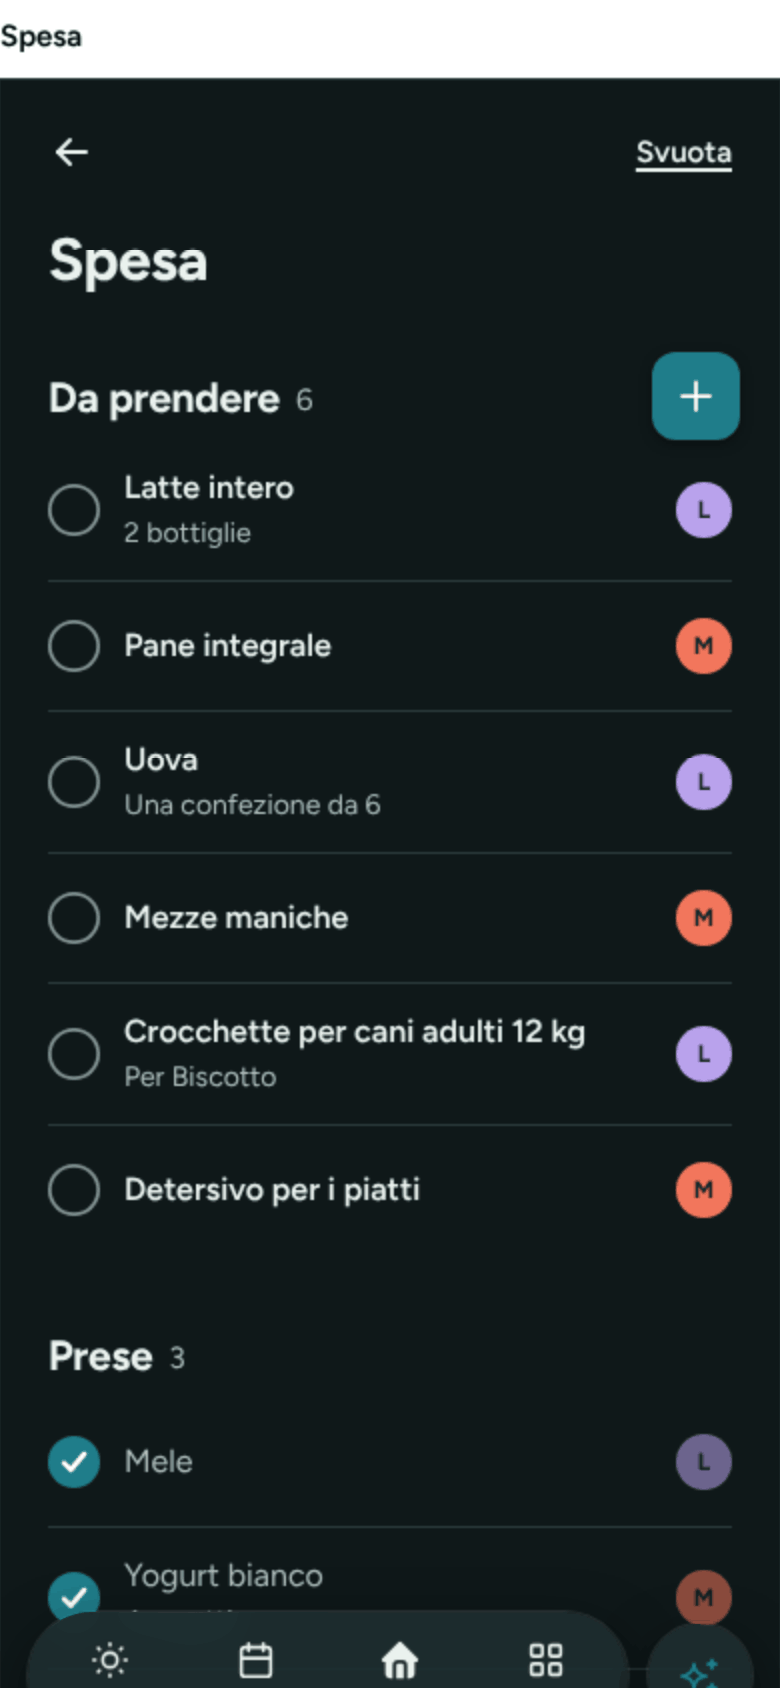 Spesa
Svuota
Spesa
Da prendere 6
Latte intero
2 bottiglie
L
Pane integrale
M
Uova
Una confezione da 6
L
Mezze maniche
M
Crocchette per cani adulti 12 kg
Per Biscotto
L
Detersivo per i piatti
M
Prese 3
Mele
L
Yogurt bianco
M